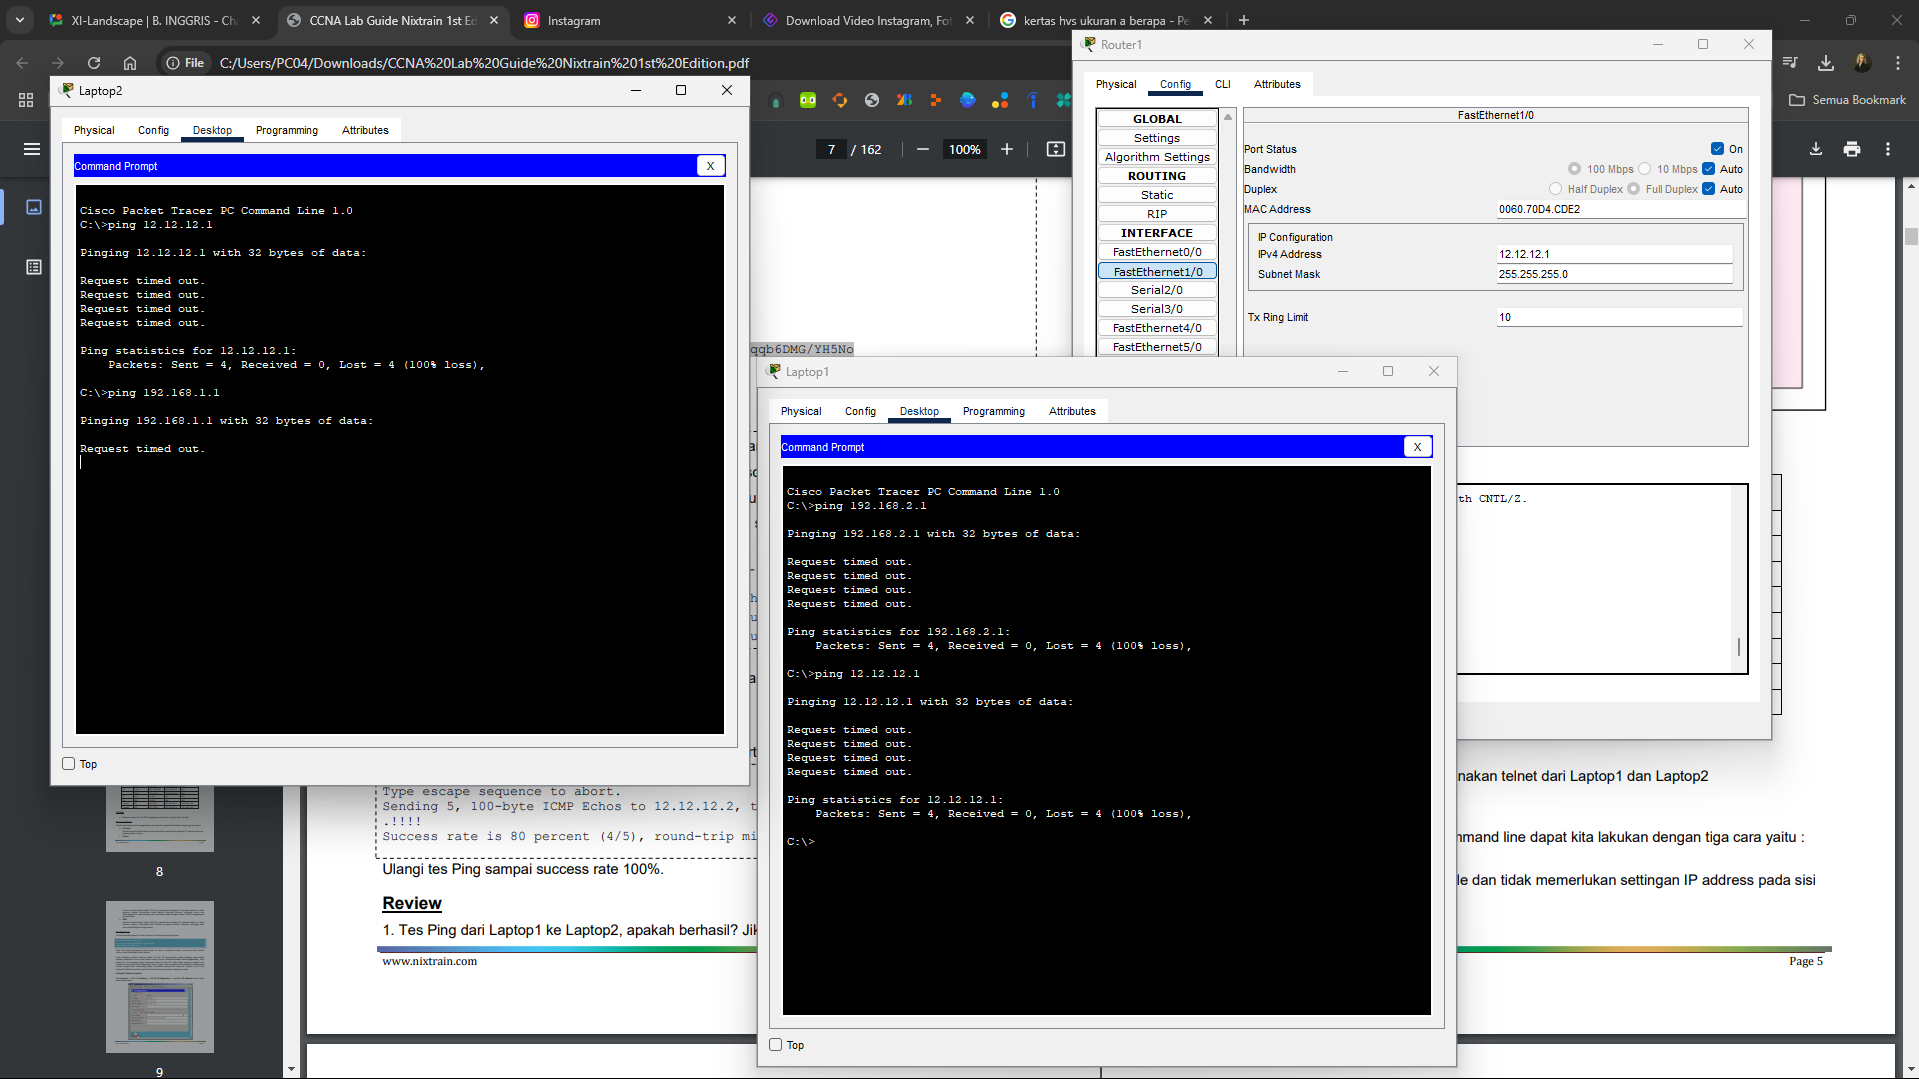 XI-Landscape | B. INGGRIS - Ch
CCNA Lab Guide Nixtrain 1st Ed
Instagram
Download Video Instagram, Fo
kertas hvs ukuran a berapa - Pe
File
C:/Users/PC04/Downloads/CCNA%20Lab%20Guide%20Nixtrain%201st%20Edition.pdf
Semua Bookmark
7 / 162
100%
Laptop2
Physical Config Desktop Programming Attributes
Command Prompt
X
Cisco Packet Tracer PC Command Line 1.0
C:\>ping 12.12.12.1
Pinging 12.12.12.1 with 32 bytes of data:
Request timed out.
Request timed out.
Request timed out.
Request timed out.
Ping statistics for 12.12.12.1:
Packets: Sent = 4, Received = 0, Lost = 4 (100% loss),
C:\>ping 192.168.1.1
Pinging 192.168.1.1 with 32 bytes of data:
Request timed out.
Top
Router1
Physical Config CLI Attributes
GLOBAL
Settings
Algorithm Settings
ROUTING
Static
RIP
INTERFACE
FastEthernet0/0
FastEthernet1/0
Serial2/0
Serial3/0
FastEthernet4/0
FastEthernet5/0
FastEthernet1/0
Port Status On
Bandwidth 100 Mbps 10 Mbps Auto
Duplex Half Duplex Full Duplex Auto
MAC Address 0060.70D4.CDE2
IP Configuration
IPv4 Address 12.12.12.1
Subnet Mask 255.255.255.0
Tx Ring Limit 10
th CNTL/Z.
qqb6DMG/YH5No
Laptop1
Physical Config Desktop Programming Attributes
Command Prompt
X
Cisco Packet Tracer PC Command Line 1.0
C:\>ping 192.168.2.1
Pinging 192.168.2.1 with 32 bytes of data:
Request timed out.
Request timed out.
Request timed out.
Request timed out.
Ping statistics for 192.168.2.1:
Packets: Sent = 4, Received = 0, Lost = 4 (100% loss),
C:\>ping 12.12.12.1
Pinging 12.12.12.1 with 32 bytes of data:
Request timed out.
Request timed out.
Request timed out.
Request timed out.
Ping statistics for 12.12.12.1:
Packets: Sent = 4, Received = 0, Lost = 4 (100% loss),
C:\>
Top
nakan telnet dari Laptop1 dan Laptop2
mmand line dapat kita lakukan dengan tiga cara yaitu :
le dan tidak memerlukan settingan IP address pada sisi
Type escape sequence to abort.
Sending 5, 100-byte ICMP Echos to 12.12.12.2, t
.!!!!
Success rate is 80 percent (4/5), round-trip mi
Ulangi tes Ping sampai success rate 100%.
Review
1. Tes Ping dari Laptop1 ke Laptop2, apakah berhasil? Jik
www.nixtrain.com
Page 5
8
9